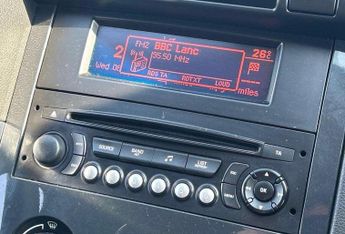 FM2 BBC Lanc 26°C
2
95.50 MHz
Wed 05
RDS TA RDTXT LOUD
miles
SOURCE BAND LIST TA
OK